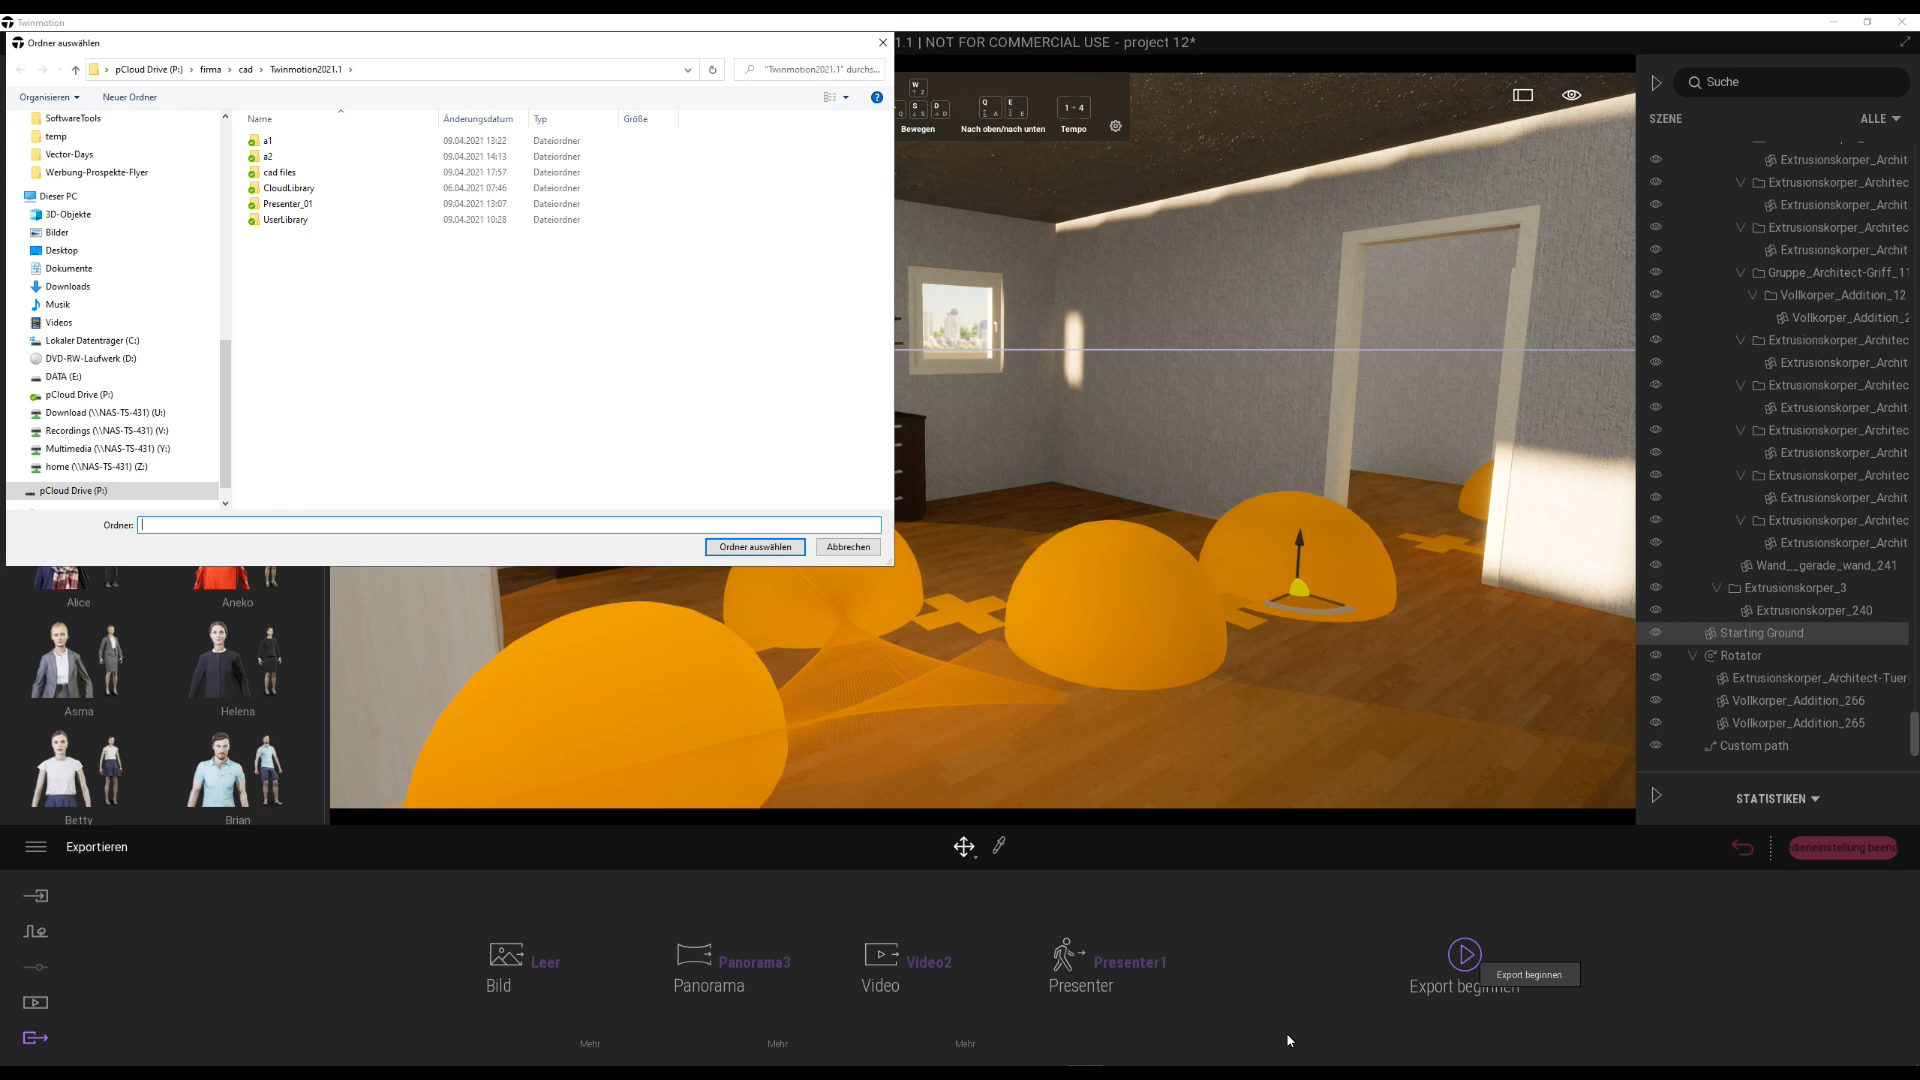 Twinmotion
Ordner auswählen
1.1 | NOT FOR COMMERCIAL USE - project 12*
pCloud Drive (P:) › firma › cad › Twinmotion2021.1 ›
"Twinmotion2021.1" durchs...
Organisieren
Neuer Ordner
SoftwareTools
temp
Vector-Days
Werbung-Prospekte-Flyer
Dieser PC
3D-Objekte
Bilder
Desktop
Dokumente
Downloads
Musik
Videos
Lokaler Datenträger (C:)
DVD-RW-Laufwerk (D:)
DATA (E:)
pCloud Drive (P:)
Download (\\NAS-TS-431) (U:)
Recordings (\\NAS-TS-431) (V:)
Multimedia (\\NAS-TS-431) (Y:)
home (\\NAS-TS-431) (Z:)
pCloud Drive (P:)
Name Änderungsdatum Typ Größe
a1 09.04.2021 13:22 Dateiordner
a2 09.04.2021 14:13 Dateiordner
cad files 09.04.2021 17:57 Dateiordner
CloudLibrary 06.04.2021 07:46 Dateiordner
Presenter_01 09.04.2021 13:07 Dateiordner
UserLibrary 09.04.2021 10:28 Dateiordner
Ordner:
Ordner auswählen
Abbrechen
W
Z
S D
Q E
1 - 4
Bewegen
Nach oben/nach unten
Tempo
Suche
SZENE
ALLE
Extrusionskorper_Archit
Extrusionskorper_Architec
Extrusionskorper_Archit
Extrusionskorper_Architec
Extrusionskorper_Archit
Gruppe_Architect-Griff_11
Vollkorper_Addition_12
Vollkorper_Addition_2
Extrusionskorper_Architec
Extrusionskorper_Archit
Extrusionskorper_Architec
Extrusionskorper_Archit
Extrusionskorper_Architec
Extrusionskorper_Archit
Extrusionskorper_Architec
Extrusionskorper_Archit
Extrusionskorper_Architec
Extrusionskorper_Archit
Wand__gerade_wand_241
Extrusionskorper_3
Extrusionskorper_240
Starting Ground
Rotator
Extrusionskorper_Architect-Tuer
Vollkorper_Addition_266
Vollkorper_Addition_265
Custom path
STATISTIKEN
Alice
Aneko
Asma
Helena
Betty
Brian
Exportieren
dieneinstellung beend
Leer
Bild
Panorama3
Panorama
Video2
Video
Presenter1
Presenter
Export beginnen
Export beginnen
Mehr
Mehr
Mehr